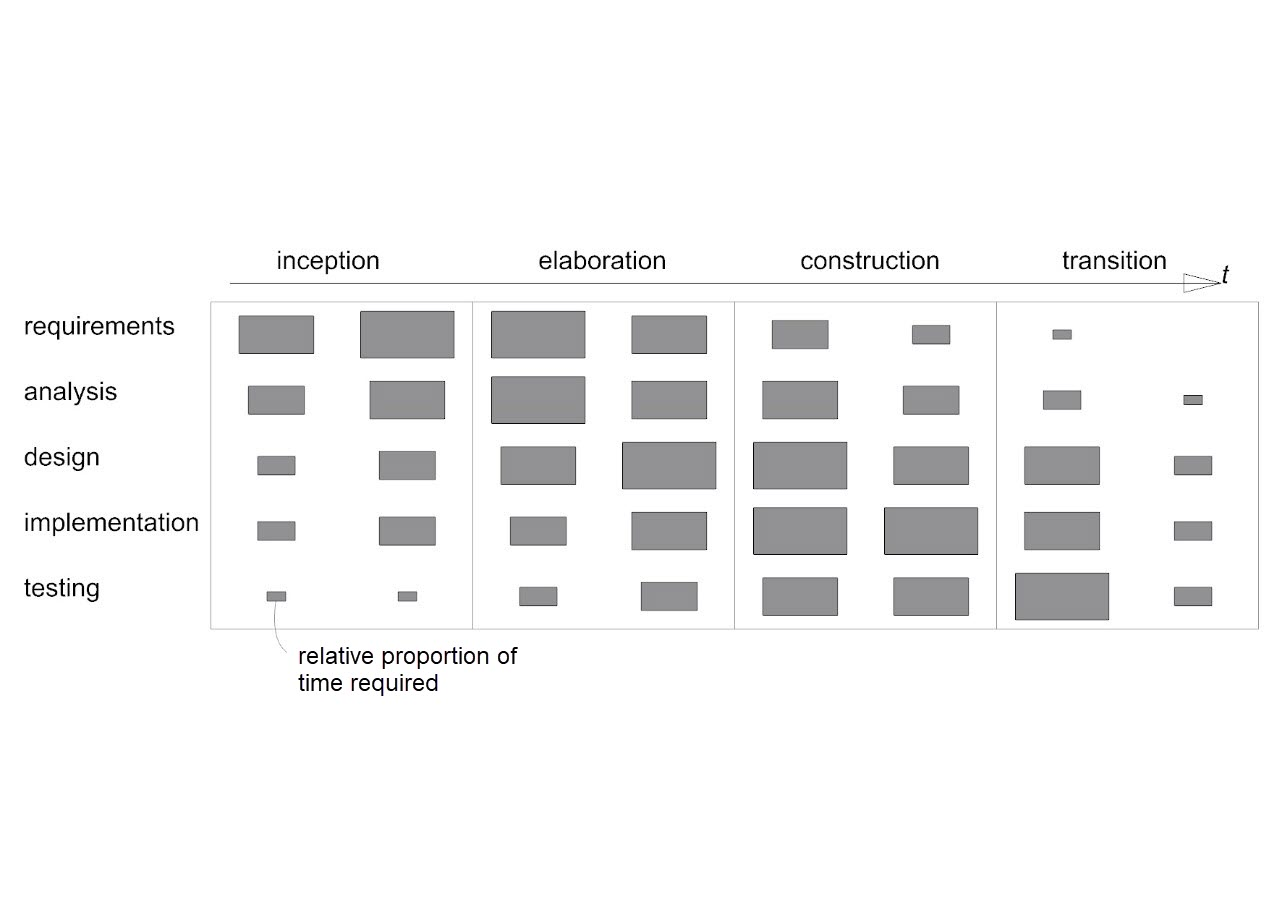 inception elaboration construction transition
t
requirements
analysis
design
implementation
testing
relative proportion of
time required